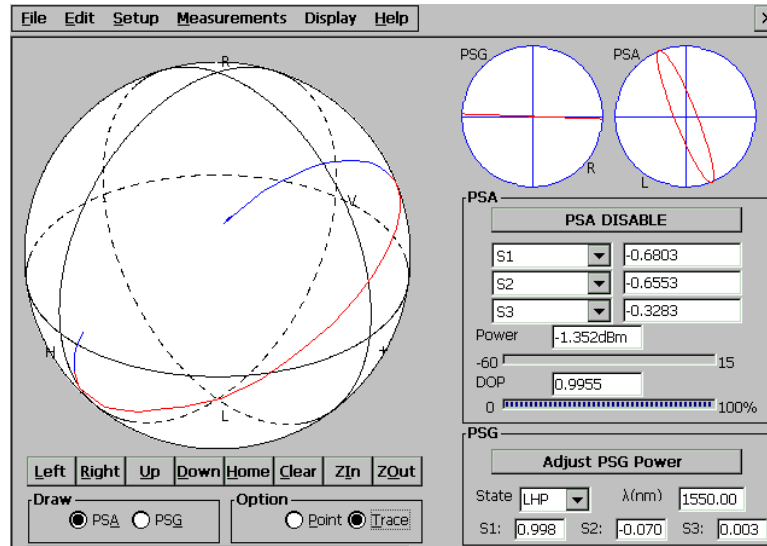 File Edit Setup Measurements Display Help X
R
V
H
+
L
PSG
R
PSA
L
PSA
PSA DISABLE
S1 -0.6803
S2 -0.6553
S3 -0.3283
Power -1.352dBm
-60 15
DOP 0.9955
0 100%
PSG
Adjust PSG Power
State LHP λ(nm) 1550.00
S1: 0.998 S2: -0.070 S3: 0.003
Left Right Up Down Home Clear ZIn ZOut
Draw
PSA PSG
Option
Point Trace